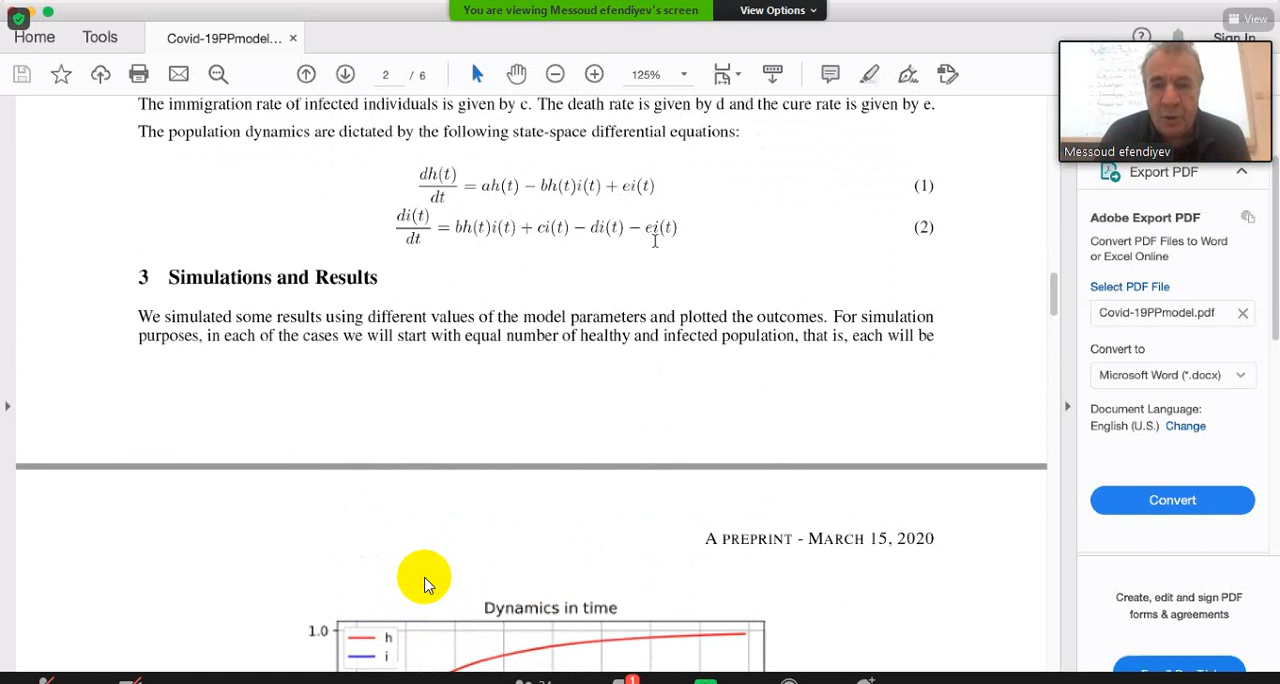 You are viewing Messoud efendiyev's screen
View Options
View
Home
Tools
Covid-19PPmodel... ×
Sign In
2 / 6
125%
Messoud efendiyev
The immigration rate of infected individuals is given by c. The death rate is given by d and the cure rate is given by e.
The population dynamics are dictated by the following state-space differential equations:
dh(t)/dt = ah(t) − bh(t)i(t) + ei(t) (1)
di(t)/dt = bh(t)i(t) + ci(t) − di(t) − ei(t) (2)
3 Simulations and Results
We simulated some results using different values of the model parameters and plotted the outcomes. For simulation
purposes, in each of the cases we will start with equal number of healthy and infected population, that is, each will be
A PREPRINT - MARCH 15, 2020
Dynamics in time
1.0
h
i
Export PDF
Adobe Export PDF
Convert PDF Files to Word
or Excel Online
Select PDF File
Covid-19PPmodel.pdf
Convert to
Microsoft Word (*.docx)
Document Language:
English (U.S.) Change
Convert
Create, edit and sign PDF
forms & agreements
1